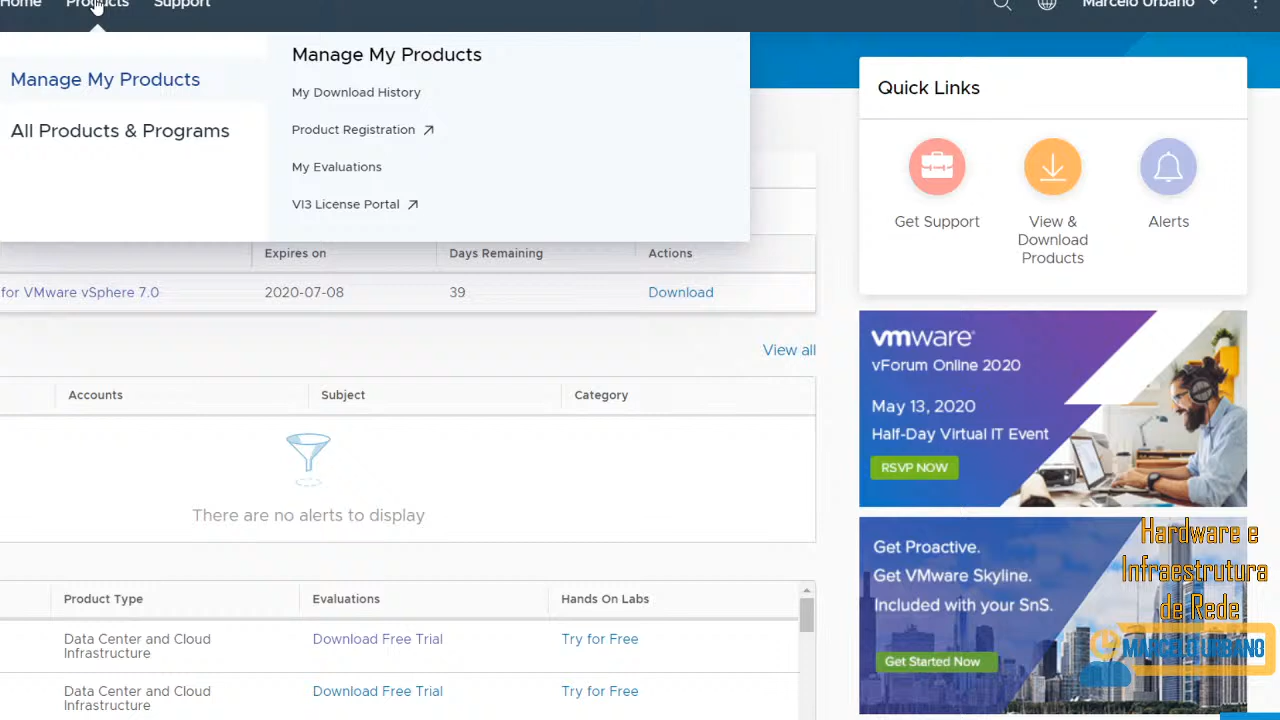 Home Products Support Marcelo Urbano
Manage My Products
All Products & Programs
Manage My Products
My Download History
Product Registration
My Evaluations
VI3 License Portal
Quick Links
Get Support
View &
Download
Products
Alerts
Expires on Days Remaining Actions
for VMware vSphere 7.0 2020-07-08 39 Download
View all
Accounts Subject Category
There are no alerts to display
Product Type Evaluations Hands On Labs
Data Center and Cloud
Infrastructure
Download Free Trial Try for Free
Data Center and Cloud
Infrastructure
Download Free Trial Try for Free
vmware
vForum Online 2020
May 13, 2020
Half-Day Virtual IT Event
RSVP NOW
Get Proactive.
Get VMware Skyline.
Included with your SnS.
Get Started Now
Hardware e
Infraestrutura
de Rede
MARCELO URBANO